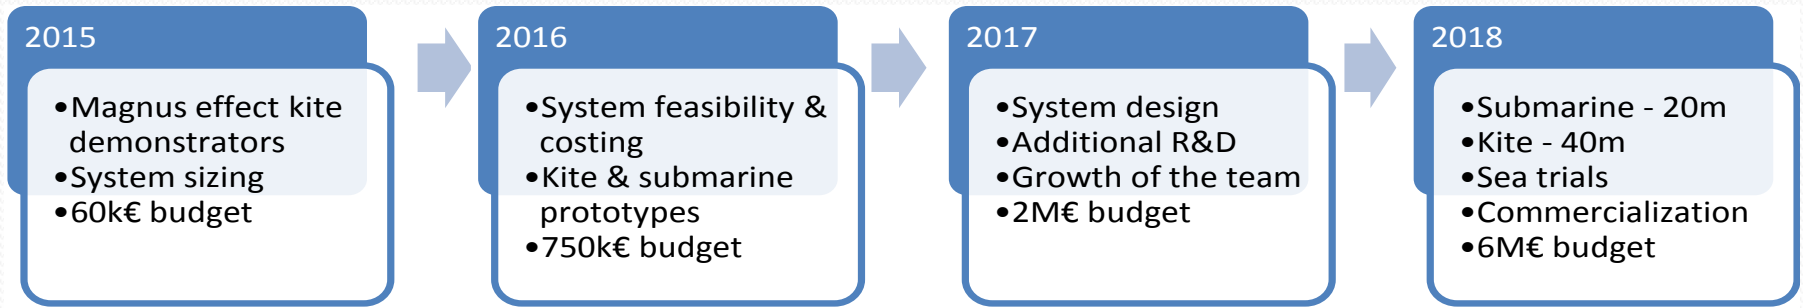 2015
•Magnus effect kite
demonstrators
•System sizing
•60k€ budget
2016
•System feasibility &
costing
•Kite & submarine
prototypes
•750k€ budget
2017
•System design
•Additional R&D
•Growth of the team
•2M€ budget
2018
•Submarine - 20m
•Kite - 40m
•Sea trials
•Commercialization
•6M€ budget